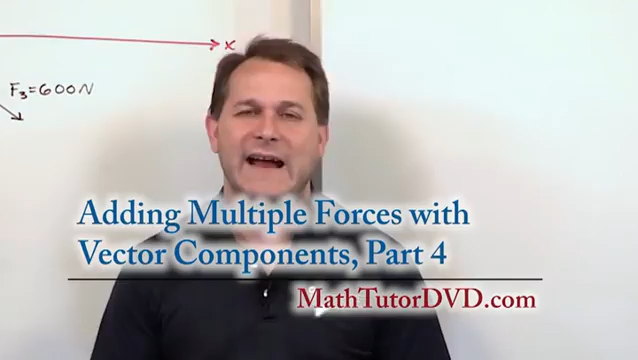 x
F₃=600N
Adding Multiple Forces with
Vector Components, Part 4
MathTutorDVD.com